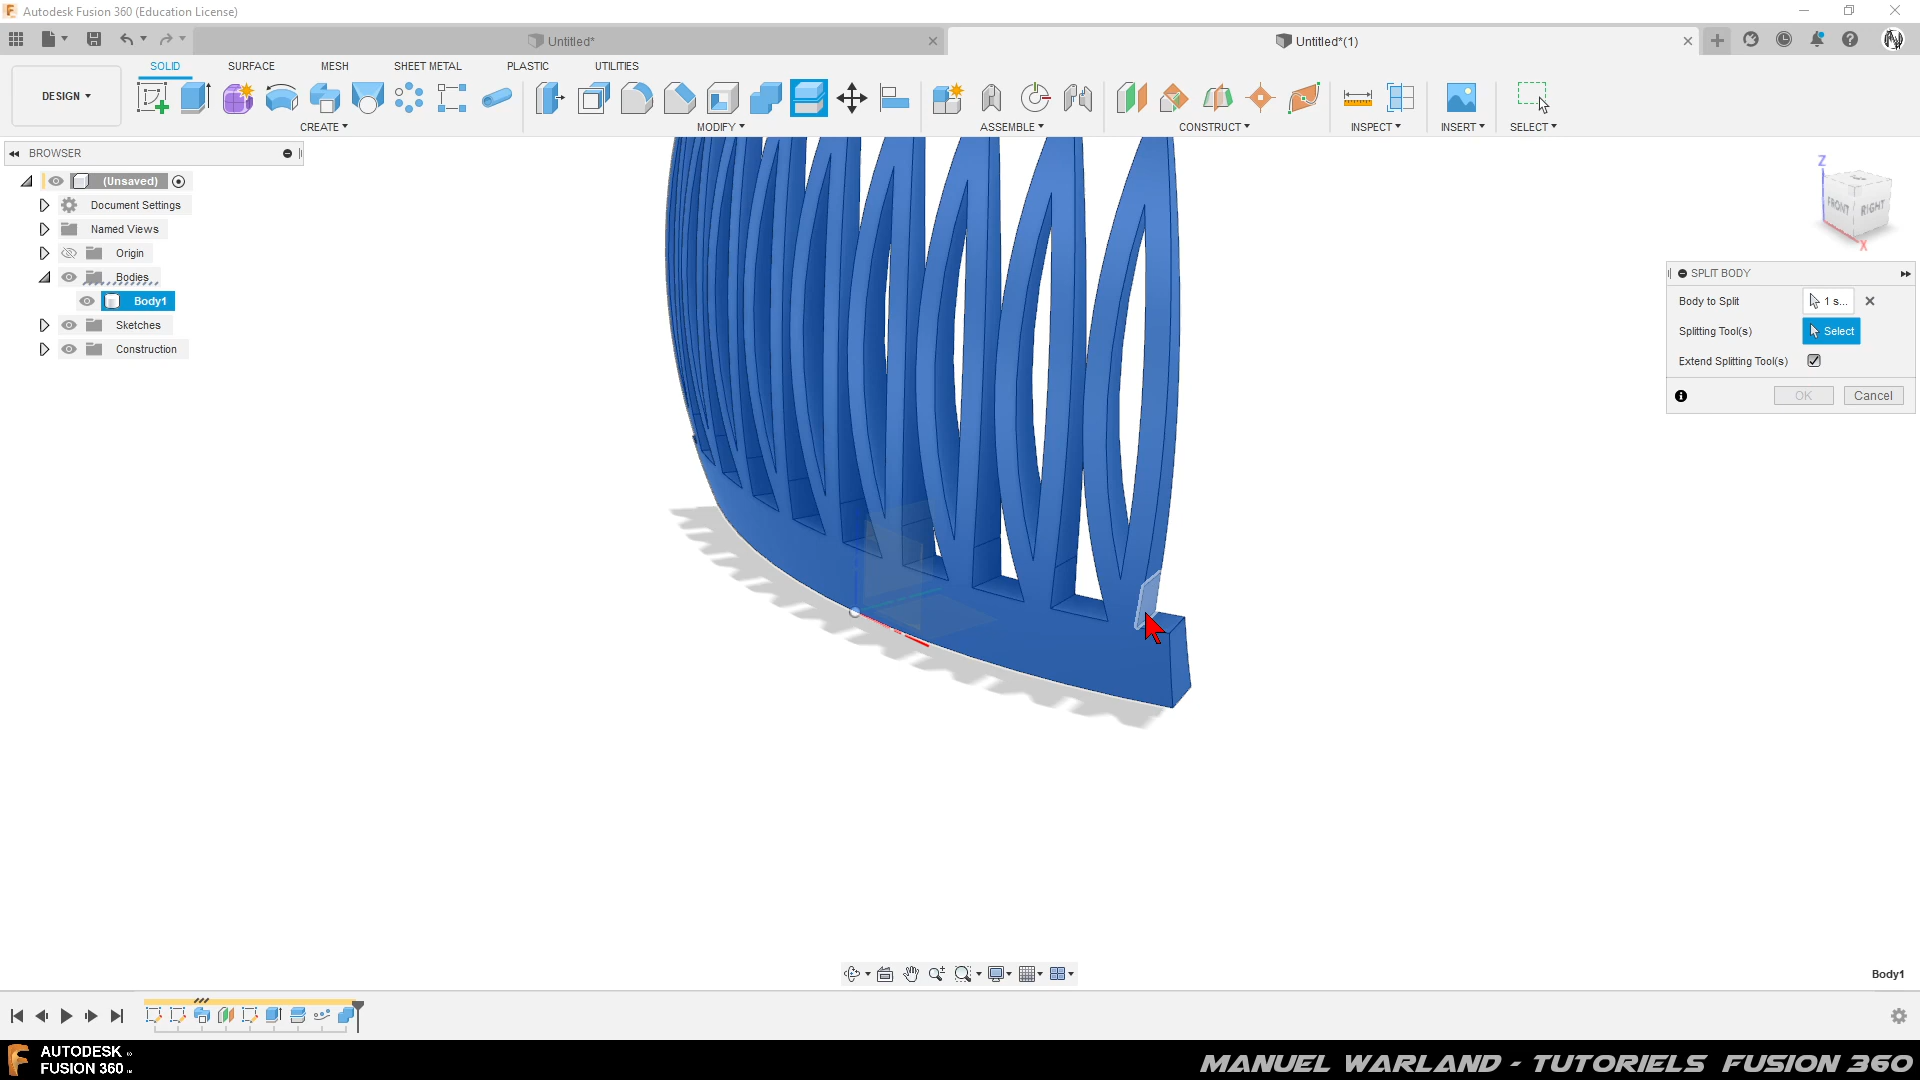 Autodesk Fusion 360 (Education License)
Untitled*
Untitled*(1)
SOLID
SURFACE
MESH
SHEET METAL
PLASTIC
UTILITIES
DESIGN
CREATE
MODIFY
ASSEMBLE
CONSTRUCT
INSPECT
INSERT
SELECT
BROWSER
(Unsaved)
Document Settings
Named Views
Origin
Bodies
Body1
Sketches
Construction
Z
FRONT
RIGHT
X
SPLIT BODY
Body to Split
1 s...
Splitting Tool(s)
Select
Extend Splitting Tool(s)
OK
Cancel
Body1
AUTODESK
FUSION 360
MANUEL WARLAND - TUTORIELS FUSION 360